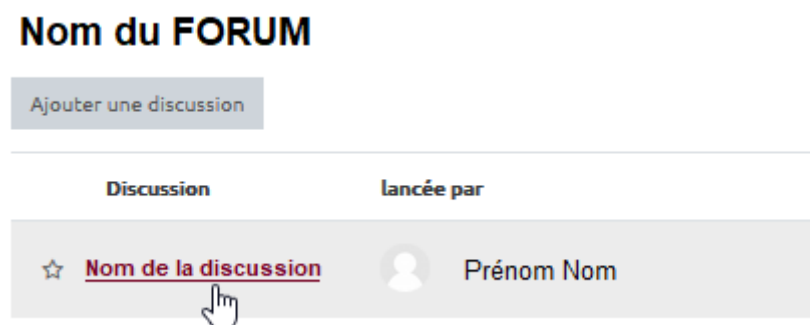 Nom du FORUM
Ajouter une discussion
Discussion lancée par
Nom de la discussion Prénom Nom